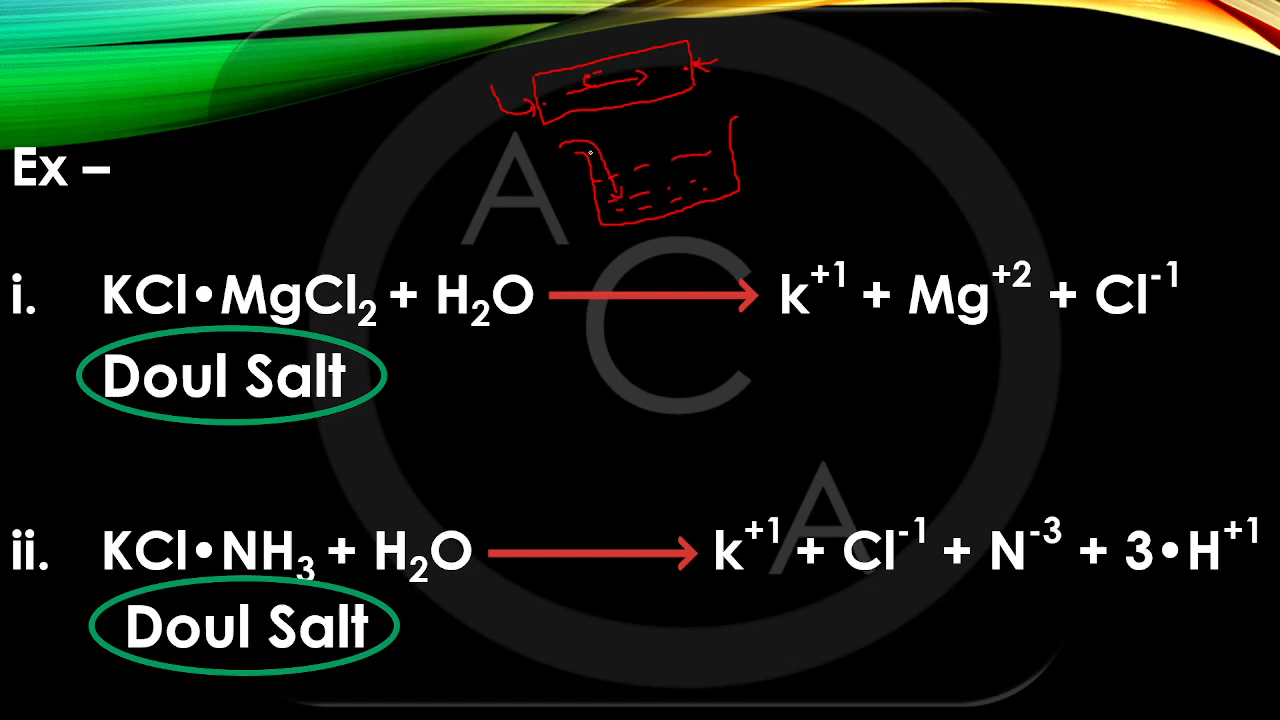 Ex –
i. KCl•MgCl₂ + H₂O ⟶ k⁺¹ + Mg⁺² + Cl⁻¹
Doul Salt
ii. KCl•NH₃ + H₂O ⟶ k⁺¹ + Cl⁻¹ + N⁻³ + 3•H⁺¹
Doul Salt
A
C
A